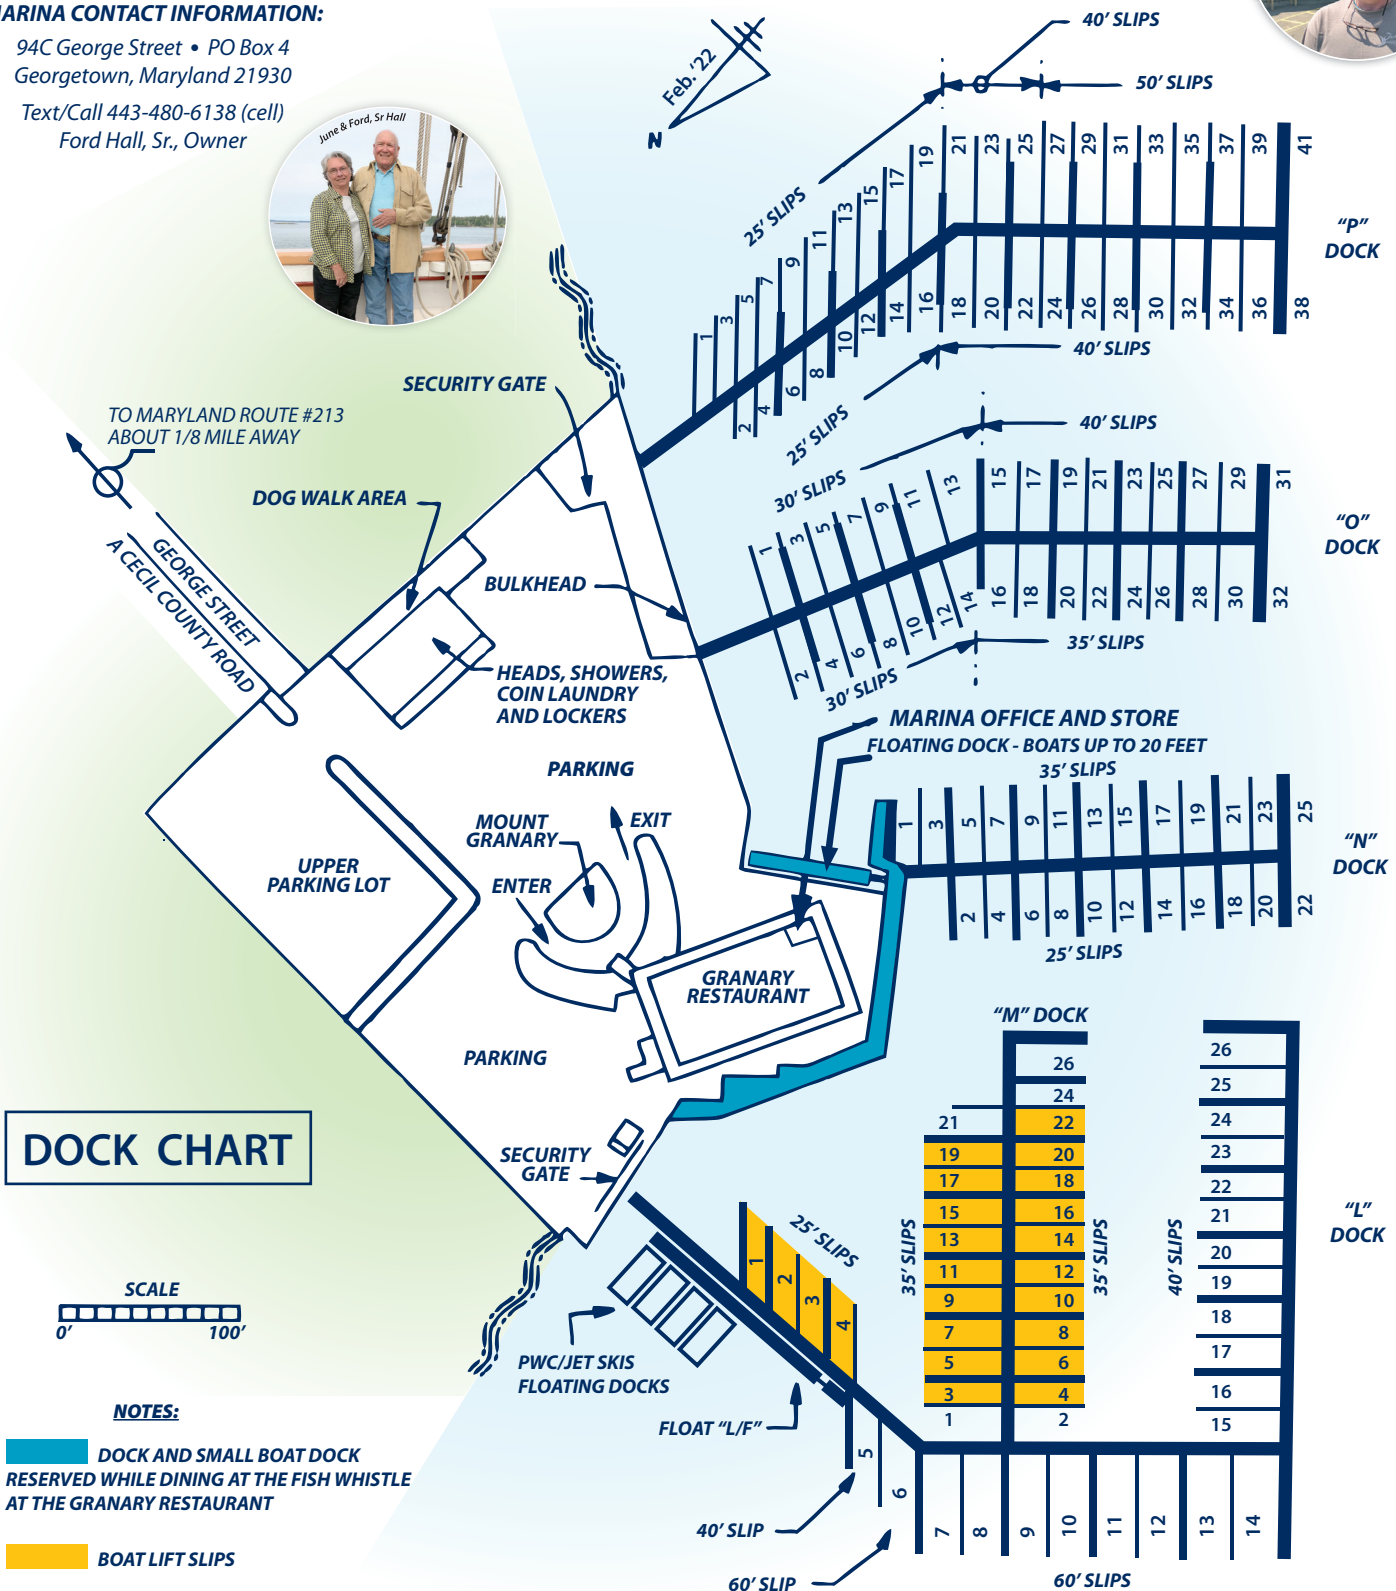 MARINA CONTACT INFORMATION:
94C George Street • PO Box 4
Georgetown, Maryland 21930
Text/Call 443-480-6138 (cell)
Ford Hall, Sr., Owner
June & Ford, Sr Hall
Feb. '22
N
40' SLIPS
50' SLIPS
25' SLIPS
1 3 5 7 9 11 13 15 17 19 21 23 25 27 29 31 33 35 37 39 41
2 4 6 8 10 12 14 16 18 20 22 24 26 28 30 32 34 36 38
"P"
DOCK
40' SLIPS
25' SLIPS
SECURITY GATE
TO MARYLAND ROUTE #213
ABOUT 1/8 MILE AWAY
DOG WALK AREA
GEORGE STREET
A CECIL COUNTY ROAD
BULKHEAD
HEADS, SHOWERS,
COIN LAUNDRY
AND LOCKERS
40' SLIPS
30' SLIPS
1 3 5 7 9 11 13 15 17 19 21 23 25 27 29 31
2 4 6 8 10 12 14 16 18 20 22 24 26 28 30 32
"O"
DOCK
35' SLIPS
30' SLIPS
MARINA OFFICE AND STORE
FLOATING DOCK - BOATS UP TO 20 FEET
35' SLIPS
1 3 5 7 9 11 13 15 17 19 21 23 25
2 4 6 8 10 12 14 16 18 20 22
"N"
DOCK
25' SLIPS
PARKING
MOUNT
GRANARY
EXIT
ENTER
UPPER
PARKING LOT
GRANARY
RESTAURANT
PARKING
DOCK CHART
SECURITY
GATE
"M" DOCK
26
24
21 22
19 20
17 18
15 16
13 14
11 12
9 10
7 8
5 6
3 4
1 2
35' SLIPS
35' SLIPS
26
25
24
23
22
21
20
19
18
17
16
15
40' SLIPS
"L"
DOCK
25' SLIPS
1 2 3 4
5 6 7 8 9 10 11 12 13 14
SCALE
0' 100'
PWC/JET SKIS
FLOATING DOCKS
FLOAT "L/F"
40' SLIP
60' SLIP
60' SLIPS
NOTES:
DOCK AND SMALL BOAT DOCK
RESERVED WHILE DINING AT THE FISH WHISTLE
AT THE GRANARY RESTAURANT
BOAT LIFT SLIPS